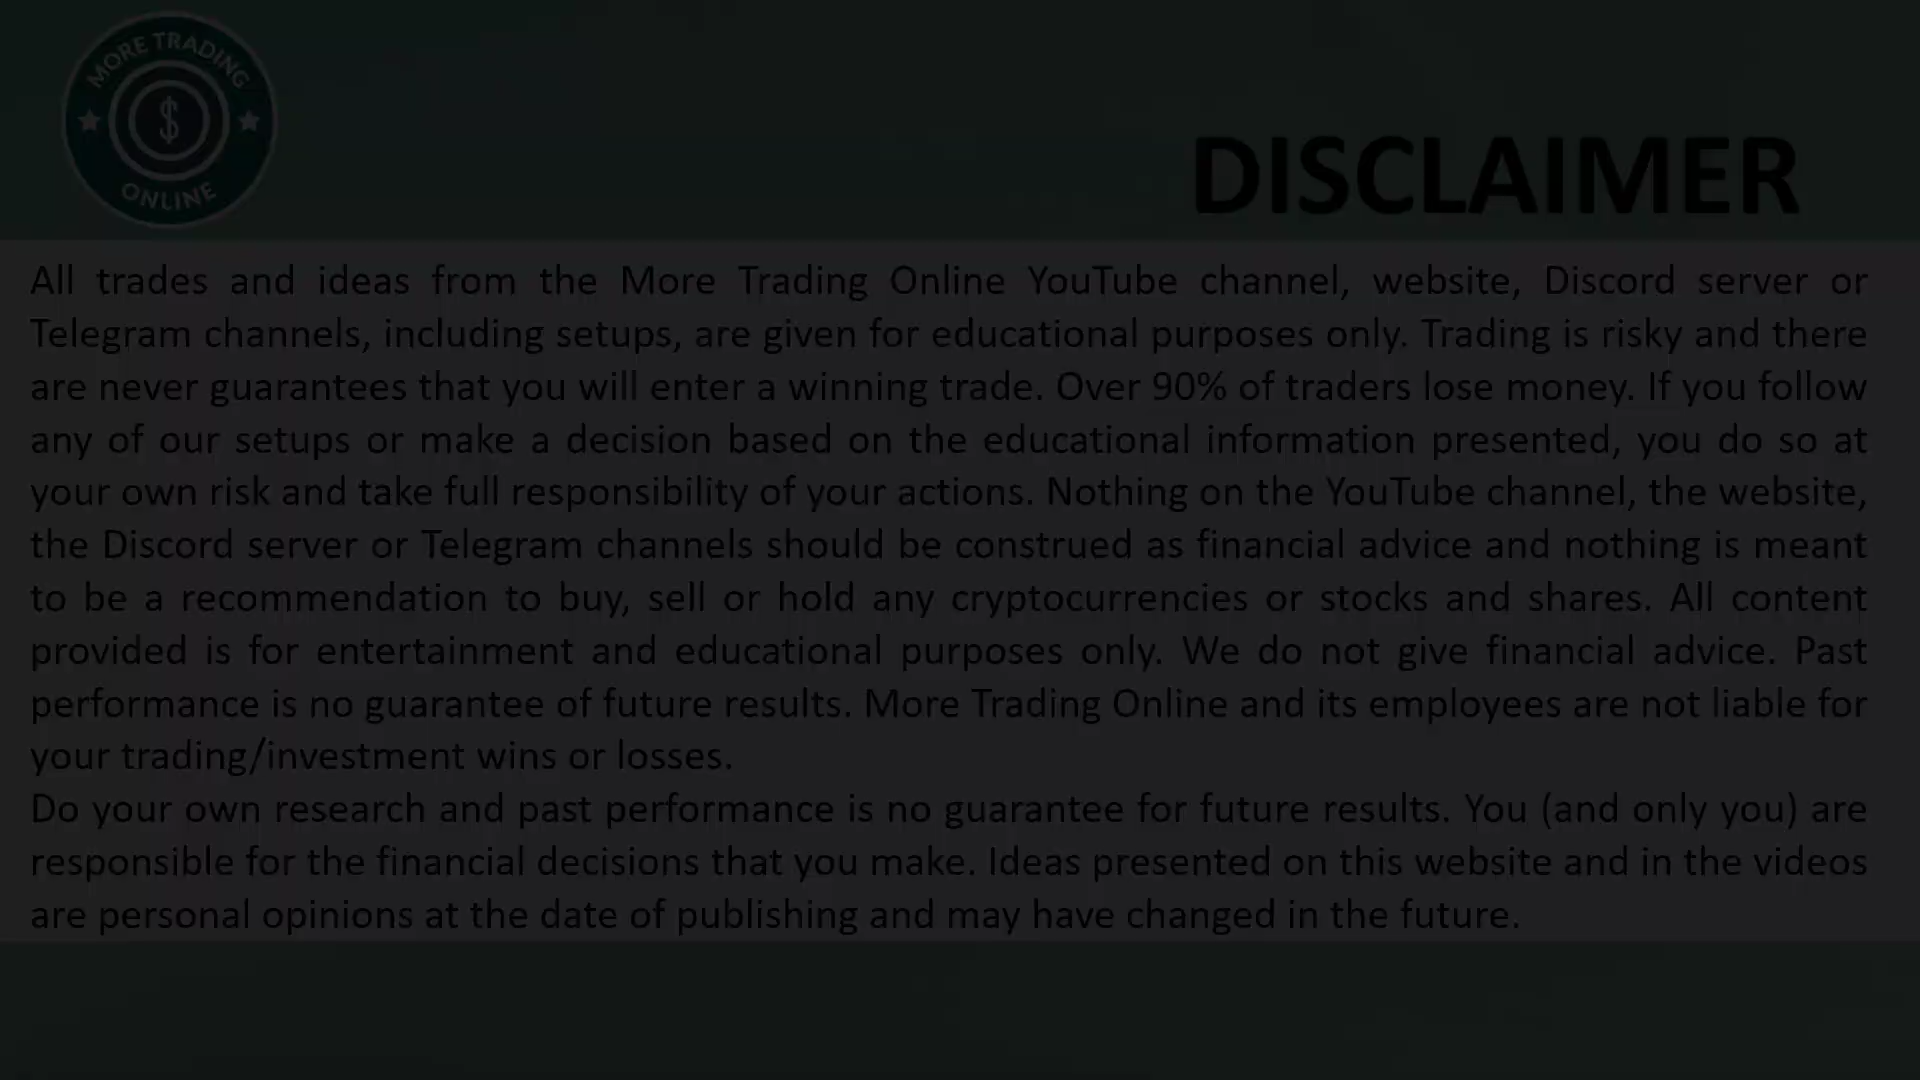 MORE TRADING
$
ONLINE
DISCLAIMER
All trades and ideas from the More Trading Online YouTube channel, website, Discord server or
Telegram channels, including setups, are given for educational purposes only. Trading is risky and there
are never guarantees that you will enter a winning trade. Over 90% of traders lose money. If you follow
any of our setups or make a decision based on the educational information presented, you do so at
your own risk and take full responsibility of your actions. Nothing on the YouTube channel, the website,
the Discord server or Telegram channels should be construed as financial advice and nothing is meant
to be a recommendation to buy, sell or hold any cryptocurrencies or stocks and shares. All content
provided is for entertainment and educational purposes only. We do not give financial advice. Past
performance is no guarantee of future results. More Trading Online and its employees are not liable for
your trading/investment wins or losses.
Do your own research and past performance is no guarantee for future results. You (and only you) are
responsible for the financial decisions that you make. Ideas presented on this website and in the videos
are personal opinions at the date of publishing and may have changed in the future.